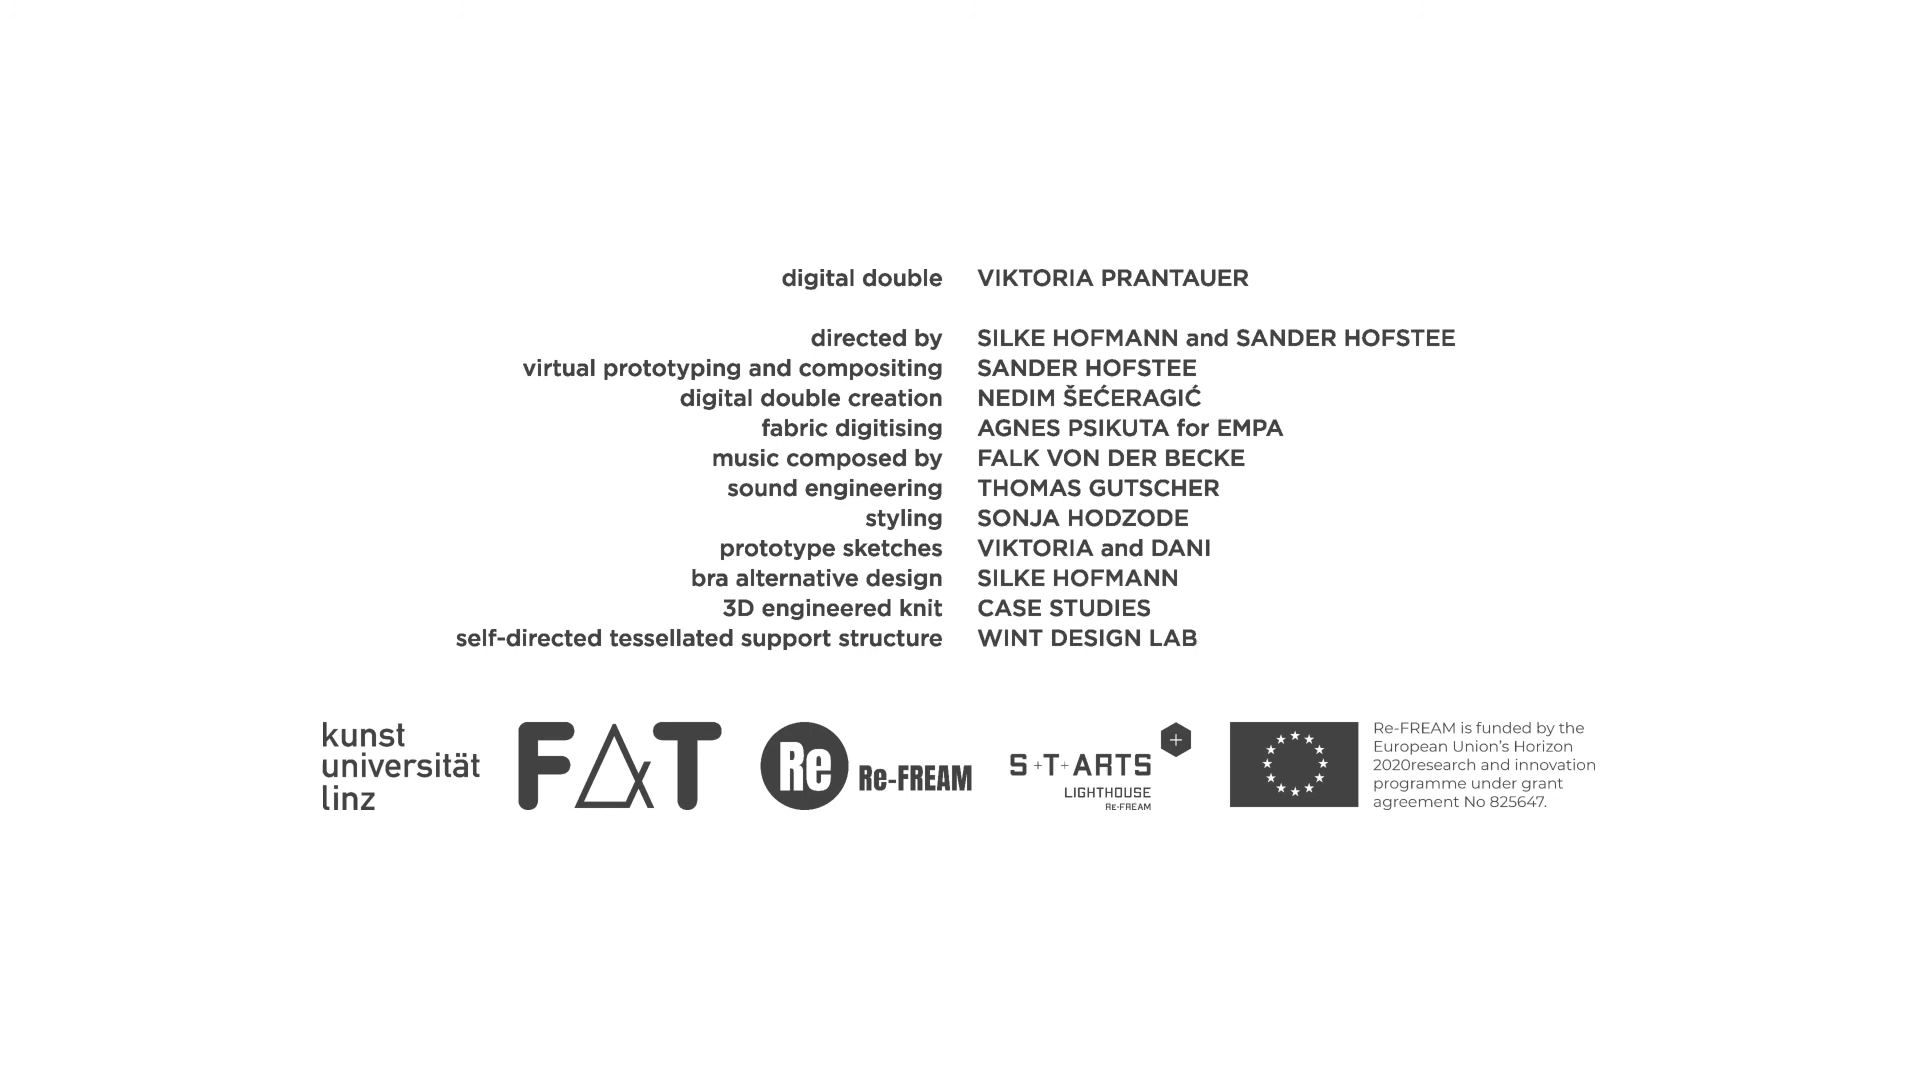 digital double VIKTORIA PRANTAUER
directed by SILKE HOFMANN and SANDER HOFSTEE
virtual prototyping and compositing SANDER HOFSTEE
digital double creation NEDIM ŠEĆERAGIĆ
fabric digitising AGNES PSIKUTA for EMPA
music composed by FALK VON DER BECKE
sound engineering THOMAS GUTSCHER
styling SONJA HODZODE
prototype sketches VIKTORIA and DANI
bra alternative design SILKE HOFMANN
3D engineered knit CASE STUDIES
self-directed tessellated support structure WINT DESIGN LAB
kunst
universität
linz
FAT
Re
Re-FREAM
S+T+ARTS
LIGHTHOUSE
RE-FREAM
+
Re-FREAM is funded by the
European Union's Horizon
2020research and innovation
programme under grant
agreement No 825647.